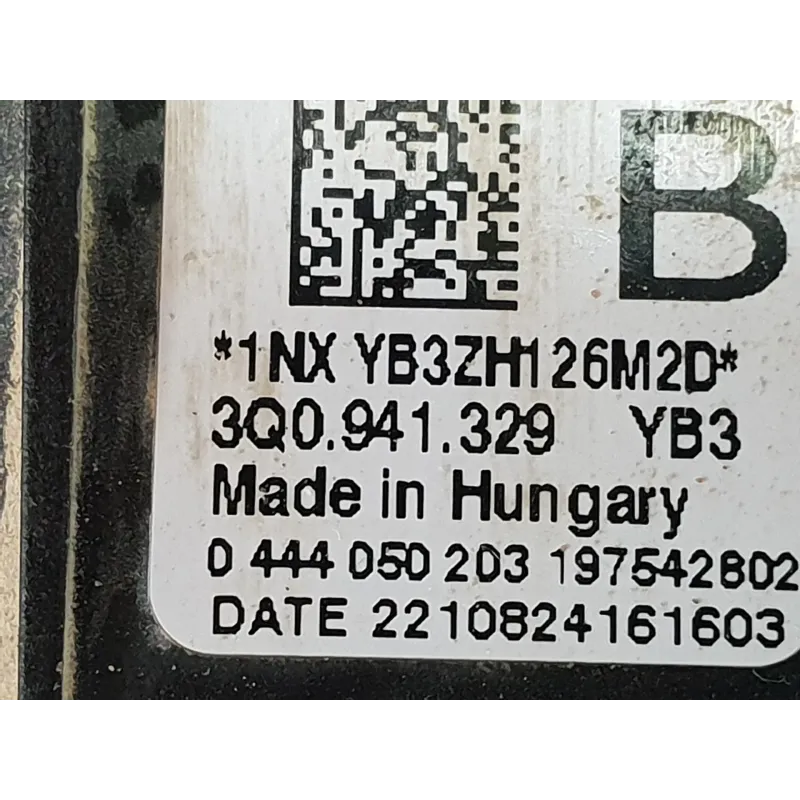 B
*1NX YB3ZH126M2D*
3Q0.941.329 YB3
Made in Hungary
0 444 050 203 197542802
DATE 2210824161603